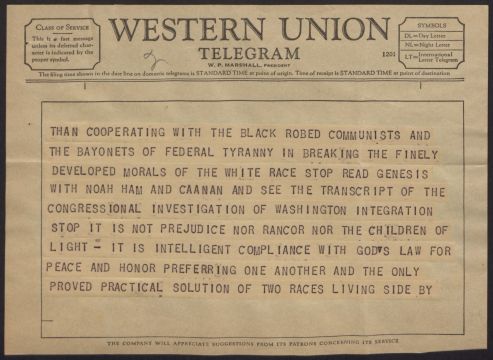 CLASS OF SERVICE
This is a fast message
unless its deferred char-
acter is indicated by the
proper symbol.
WESTERN UNION
TELEGRAM
W. P. MARSHALL, PRESIDENT
1201
SYMBOLS
DL=Day Letter
NL=Night Letter
LT=International
Letter Telegram
The filing time shown in the date line on domestic telegrams is STANDARD TIME at point of origin. Time of receipt is STANDARD TIME at point of destination
THAN COOPERATING WITH THE BLACK ROBED COMMUNISTS AND
THE BAYONETS OF FEDERAL TYRANNY IN BREAKING THE FINELY
DEVELOPED MORALS OF THE WHITE RACE STOP READ GENESIS
WITH NOAH HAM AND CAANAN AND SEE THE TRANSCRIPT OF THE
CONGRESSIONAL INVESTIGATION OF WASHINGTON INTEGRATION
STOP IT IS NOT PREJUDICE NOR RANCOR NOR THE CHILDREN OF
LIGHT - IT IS INTELLIGENT COMPLIANCE WITH GOD'S LAW FOR
PEACE AND HONOR PREFERRING ONE ANOTHER AND THE ONLY
PROVED PRACTICAL SOLUTION OF TWO RACES LIVING SIDE BY
THE COMPANY WILL APPRECIATE SUGGESTIONS FROM ITS PATRONS CONCERNING ITS SERVICE